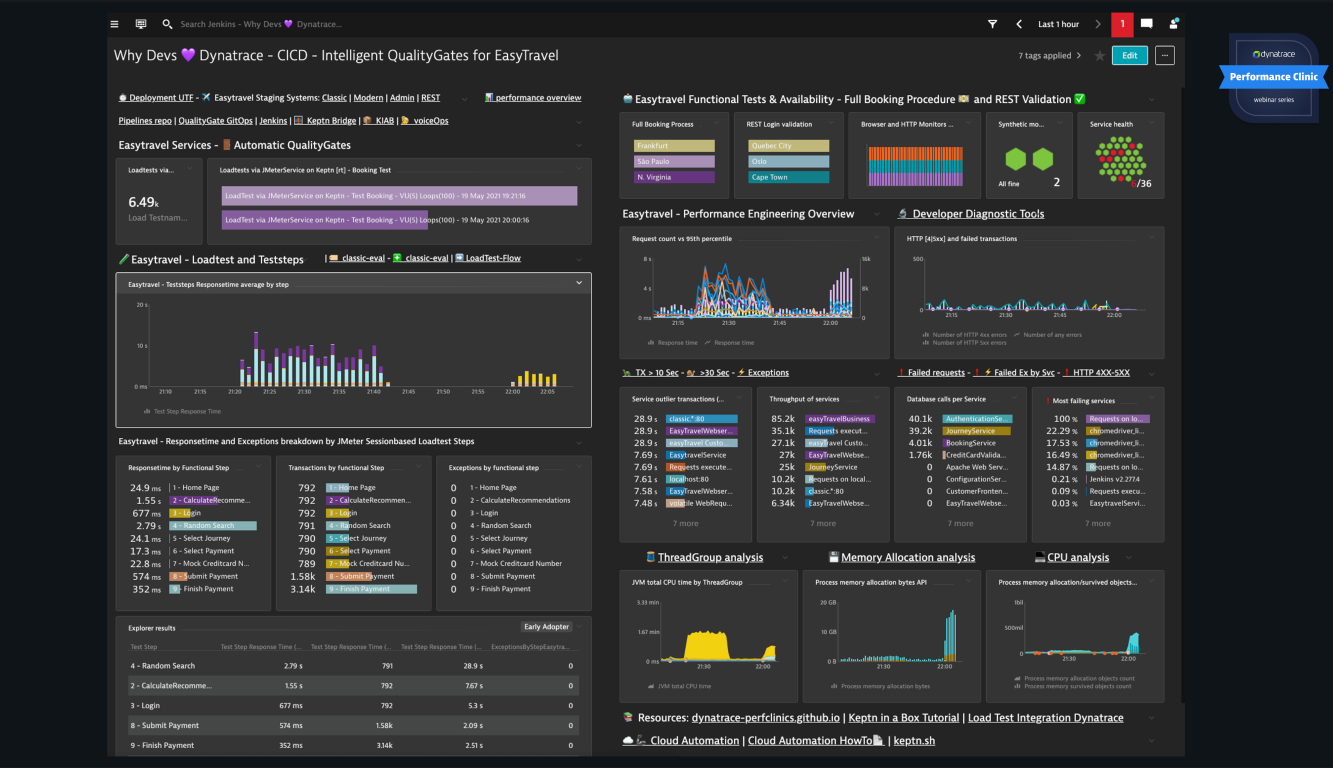 Search Jenkins - Why Devs 💜 Dynatrace...
Last 1 hour
1
Why Devs 💜 Dynatrace - CICD - Intelligent QualityGates for EasyTravel
7 tags applied
Edit
...
dynatrace
Performance Clinic
webinar series
Deployment UTF - ✈️ Easytravel Staging Systems: Classic | Modern | Admin | REST
performance overview
Pipelines repo | QualityGate GitOps | Jenkins | Keptn Bridge | KIAB | voiceOps
Easytravel Services - Automatic QualityGates
Loadtests via...
6.49k
Load Testnam...
Loadtests via JMeterService on Keptn [rt] - Booking Test
LoadTest via JMeterService on Keptn - Test Booking - VU(S) Loops(100) - 19 May 2021 19:21:16
LoadTest via JMeterService on Keptn - Test Booking - VU(S) Loops(100) - 19 May 2021 20:00:16
Easytravel - Loadtest and Teststeps
| classic-eval - classic-eval | LoadTest-Flow
Easytravel - Teststeps Responsetime average by step
20 s
10 s
0 ms
21:10 21:15 21:20 21:25 21:30 21:35 21:40 21:45 21:50 21:55 22:00 22:05
Test Step Response Time
Easytravel - Responsetime and Exceptions breakdown by JMeter Sessionbased Loadtest Steps
Responsetime by Functional Step
24.9 ms 1 - Home Page
1.55 s 2 - CalculateRecomme...
677 ms 3 - Login
2.79 s 4 - Random Search
24.1 ms 5 - Select Journey
17.3 ms 6 - Select Payment
22.8 ms 7 - Mock Creditcard N...
574 ms 8 - Submit Payment
352 ms 9 - Finish Payment
Transactions by functional Step
792 1 - Home Page
792 2 - CalculateRecommen...
792 3 - Login
791 4 - Random Search
790 5 - Select Journey
790 6 - Select Payment
789 7 - Mock Creditcard Nu...
1.58k 8 - Submit Payment
3.14k 9 - Finish Payment
Exceptions by functional step
0 1 - Home Page
0 2 - CalculateRecommendations
0 3 - Login
0 4 - Random Search
0 5 - Select Journey
0 6 - Select Payment
0 7 - Mock Creditcard Number
0 8 - Submit Payment
0 9 - Finish Payment
Explorer results
Early Adopter
Test Step Test Step Response Time (... Test Step Response Time (... Test Step Response Time (... ExceptionsByStepEasytra...
4 - Random Search 2.79 s 791 28.9 s 0
2 - CalculateRecomme... 1.55 s 792 7.67 s 0
3 - Login 677 ms 792 5.3 s 0
8 - Submit Payment 574 ms 1.58k 2.09 s 0
9 - Finish Payment 352 ms 3.14k 2.51 s 0
Easytravel Functional Tests & Availability - Full Booking Procedure and REST Validation ✅
Full Booking Process
Frankfurt
São Paulo
N. Virginia
REST Login validation
Quebec City
Oslo
Cape Town
Browser and HTTP Monitors ...
Synthetic mo...
All fine 2
Service health
6/36
Easytravel - Performance Engineering Overview
Developer Diagnostic Tools
Request count vs 95th percentile
8 s 16k
4 s 8k
0 ms 0
21:15 21:30 21:45 22:00
Response time Response time
HTTP [4|5xx] and failed transactions
500
0
21:15 21:30 21:45 22:00
Number of HTTP 4xx errors Number of any errors
Number of HTTP 5xx errors
TX > 10 Sec - >30 Sec - ⚡ Exceptions
❗ Failed requests - ❗ ⚡ Failed Ex by Svc - ❗ HTTP 4XX-5XX
Service outlier transactions (...
28.9 s classic*:80
28.9 s EasyTravelWebser...
28.9 s easyTravel Custo...
7.69 s EasytravelService
7.69 s Requests execute...
7.61 s localhost:80
7.58 s EasyTravelWebser...
7.48 s volatile WebRequ...
7 more
Throughput of services
85.2k easyTravelBusiness
35.1k Requests execut...
27.1k easyTravel Custo...
27k EasyTravelWebse...
25k JourneyService
10.2k Requests on local...
10.2k classic*:80
6.34k EasyTravelWebse...
7 more
Database calls per Service
40.1k AuthenticationSe...
39.2k JourneyService
4.01k BookingService
1.76k CreditCardValida...
0 Apache Web Serv...
0 ConfigurationSer...
0 CustomerFronten...
0 EasyTravelWebse...
7 more
❗ Most failing services
100 % Requests on lo...
22.29 % chromedriver_li...
17.53 % chromedriver_li...
16.49 % chromedriver_li...
14.87 % Requests on lo...
0.21 % Jenkins v2.277.4
0.09 % Requests execu...
0.03 % EasytravelServi...
7 more
ThreadGroup analysis
Memory Allocation analysis
CPU analysis
JVM total CPU time by ThreadGroup
3.33 min
1.67 min
0 ms
21:30 22:00
JVM total CPU time
Process memory allocation bytes API
20 GB
10 GB
0 B
21:30 22:00
Process memory allocation bytes
Process memory allocation/survived objects...
1bil
500mil
0
21:30 22:00
Process memory allocation objects count
Process memory survived objects count
Resources: dynatrace-perfclinics.github.io | Keptn in a Box Tutorial | Load Test Integration Dynatrace
Cloud Automation | Cloud Automation HowTo | keptn.sh